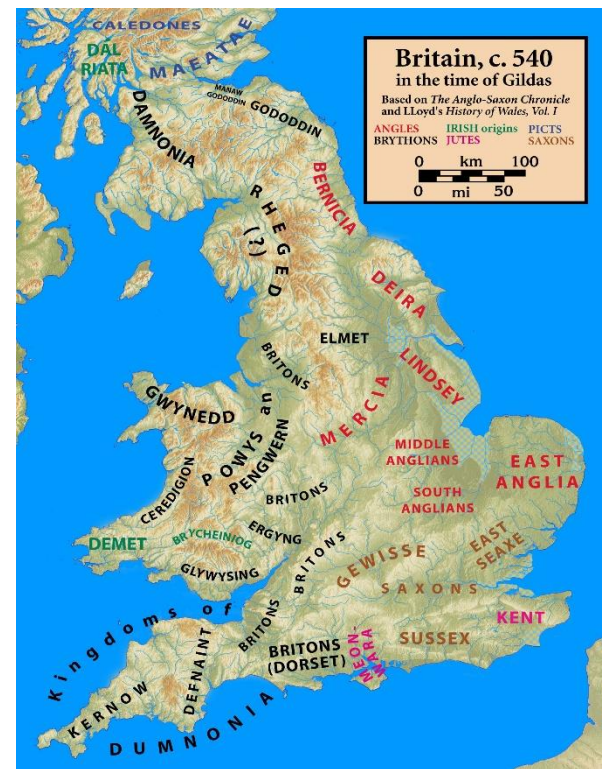 CALEDONES
DÁL
RIATA
MAEATAE
Britain, c. 540
in the time of Gildas
Based on The Anglo-Saxon Chronicle
and LLoyd's History of Wales, Vol. I
ANGLES IRISH origins PICTS
BRYTHONS JUTES SAXONS
0 km 100
0 mi 50
MANAW
GODODDIN
GODODDIN
DAMNONIA
BERNICIA
RHEGED
(?)
DEIRA
ELMET
LINDSEY
BRITONS
MERCIA
GWYNEDD
POWYS an
PENGWERN
MIDDLE
ANGLIANS
EAST
ANGLIA
CEREDIGION
BRITONS
SOUTH
ANGLIANS
DEMET
BRYCHEINIOG
ERGYNG
GLYWYSING
BRITONS
GEWISSE
EAST
SEAXE
SAXONS
KENT
Kingdoms of
BRITONS
BRITONS
(DORSET)
MEON-
WARA
SUSSEX
KERNOW
DEFNAINT
DUMNONIA